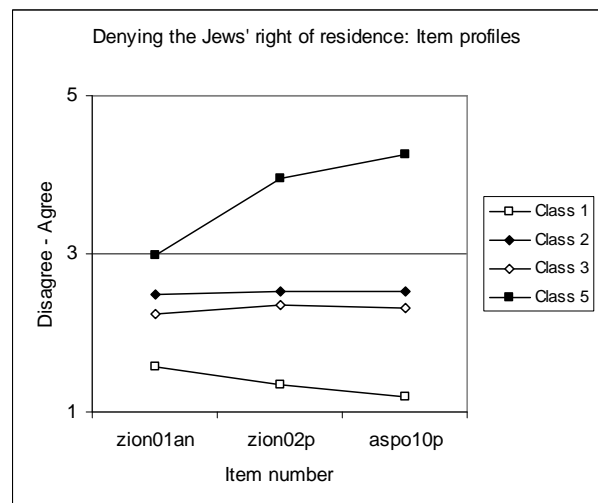 Denying the Jews' right of residence: Item profiles
5
3
1
Disagree - Agree
zion01an zion02p aspo10p
Item number
Class 1
Class 2
Class 3
Class 5